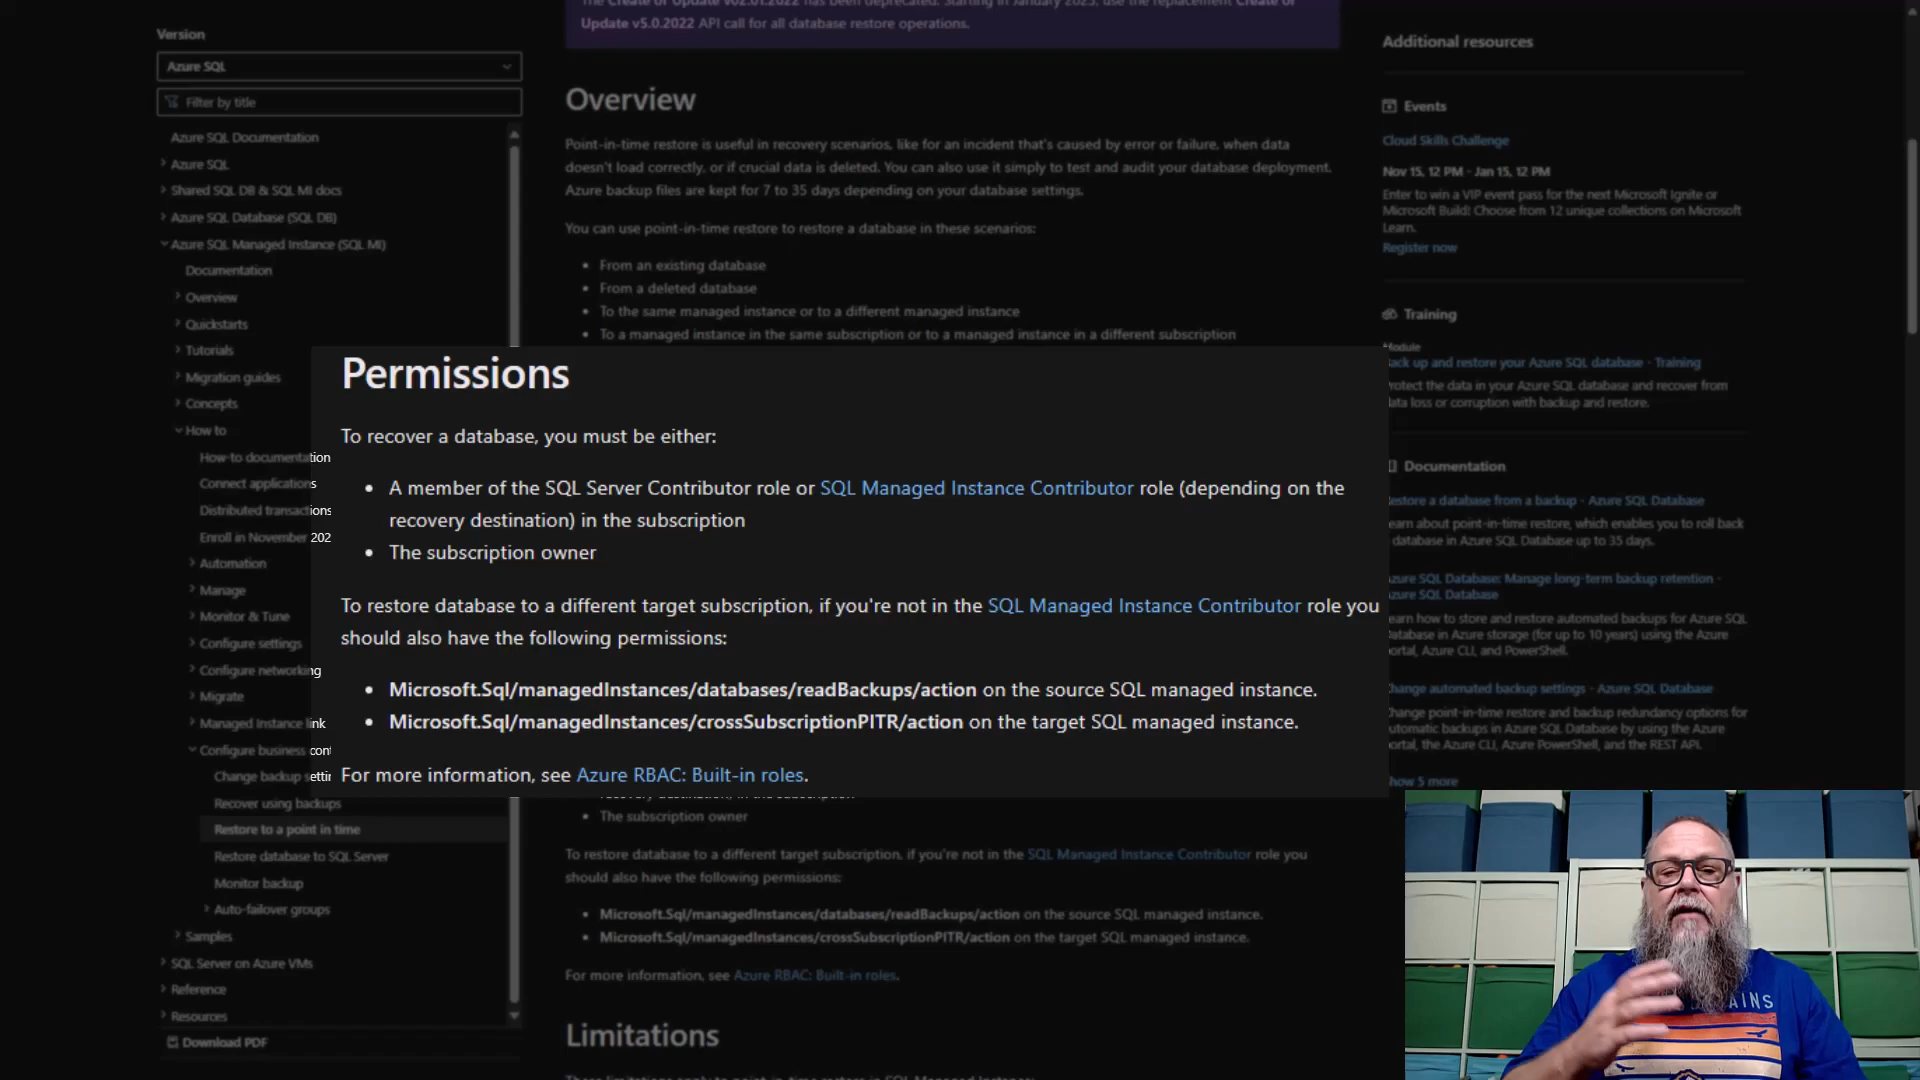 The Create or Update v02.01.2022 has been deprecated. Starting in January 2023, use the replacement Create or
Update v5.0.2022 API call for all database restore operations.
Version
Azure SQL
Filter by title
Azure SQL Documentation
Azure SQL
Shared SQL DB & SQL MI docs
Azure SQL Database (SQL DB)
Azure SQL Managed Instance (SQL MI)
Documentation
Overview
Quickstarts
Tutorials
Migration guides
Concepts
How to
How-to documentation
Connect applications
Distributed transactions
Enroll in November 202
Automation
Manage
Monitor & Tune
Configure settings
Configure networking
Migrate
Managed Instance link
Configure business cont
Change backup settin
Recover using backups
Restore to a point in time
Restore database to SQL Server
Monitor backup
Auto-failover groups
Samples
SQL Server on Azure VMs
Reference
Resources
Download PDF
Overview
Point-in-time restore is useful in recovery scenarios, like for an incident that's caused by error or failure, when data
doesn't load correctly, or if crucial data is deleted. You can also use it simply to test and audit your database deployment.
Azure backup files are kept for 7 to 35 days depending on your database settings.
You can use point-in-time restore to restore a database in these scenarios:
• From an existing database
• From a deleted database
• To the same managed instance or to a different managed instance
• To a managed instance in the same subscription or to a managed instance in a different subscription
Permissions
To recover a database, you must be either:
• A member of the SQL Server Contributor role or SQL Managed Instance Contributor role (depending on the
recovery destination) in the subscription
• The subscription owner
To restore database to a different target subscription, if you're not in the SQL Managed Instance Contributor role you
should also have the following permissions:
• Microsoft.Sql/managedInstances/databases/readBackups/action on the source SQL managed instance.
• Microsoft.Sql/managedInstances/crossSubscriptionPITR/action on the target SQL managed instance.
For more information, see Azure RBAC: Built-in roles.
recovery destination) in the subscription
• The subscription owner
To restore database to a different target subscription, if you're not in the SQL Managed Instance Contributor role you
should also have the following permissions:
• Microsoft.Sql/managedInstances/databases/readBackups/action on the source SQL managed instance.
• Microsoft.Sql/managedInstances/crossSubscriptionPITR/action on the target SQL managed instance.
For more information, see Azure RBAC: Built-in roles.
Limitations
Additional resources
Events
Cloud Skills Challenge
Nov 15, 12 PM - Jan 15, 12 PM
Enter to win a VIP event pass for the next Microsoft Ignite or
Microsoft Build! Choose from 12 unique collections on Microsoft
Learn.
Register now
Training
Module
ack up and restore your Azure SQL database - Training
rotect the data in your Azure SQL database and recover from
ata loss or corruption with backup and restore.
Documentation
estore a database from a backup - Azure SQL Database
earn about point-in-time restore, which enables you to roll back
database in Azure SQL Database up to 35 days.
zure SQL Database: Manage long-term backup retention -
zure SQL Database
earn how to store and restore automated backups for Azure SQL
atabase in Azure storage (for up to 10 years) using the Azure
ortal, Azure CLI, and PowerShell.
hange automated backup settings - Azure SQL Database
hange point-in-time restore and backup redundancy options for
utomatic backups in Azure SQL Database by using the Azure
ortal, the Azure CLI, Azure PowerShell, and the REST API.
how 5 more
AINS